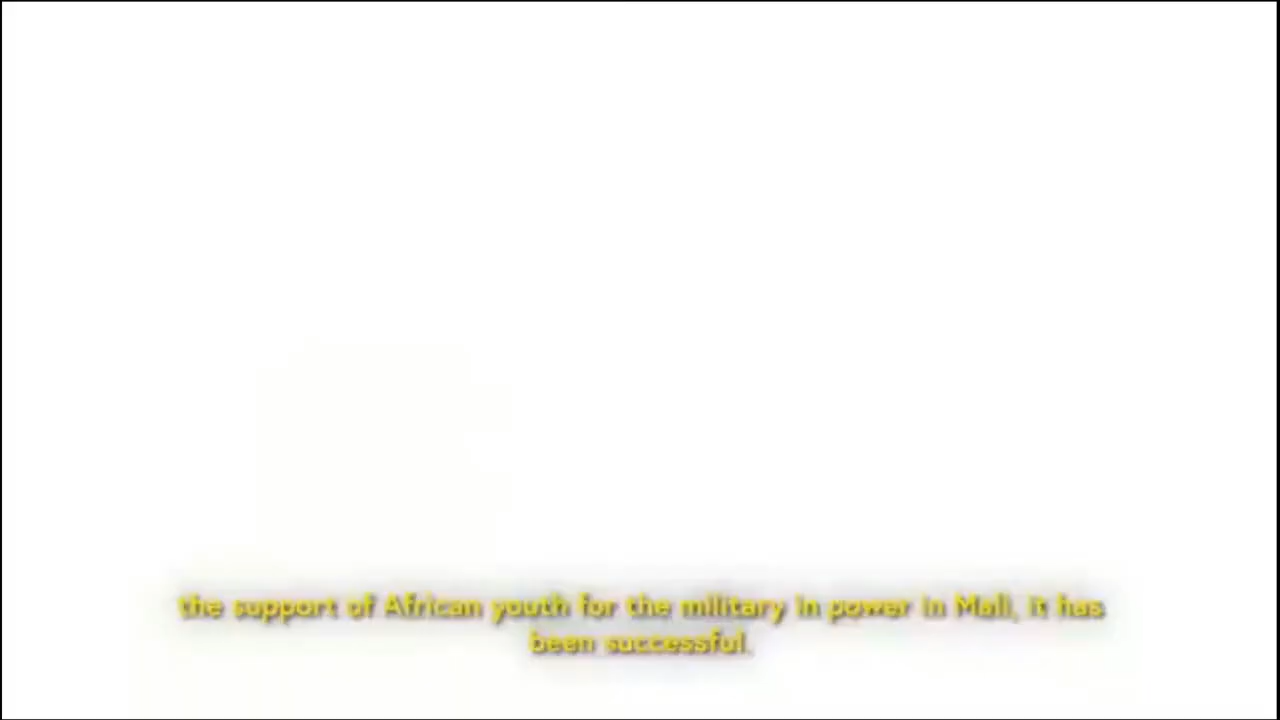 the support of African youth for the military in power in Mali, it has
been successful.